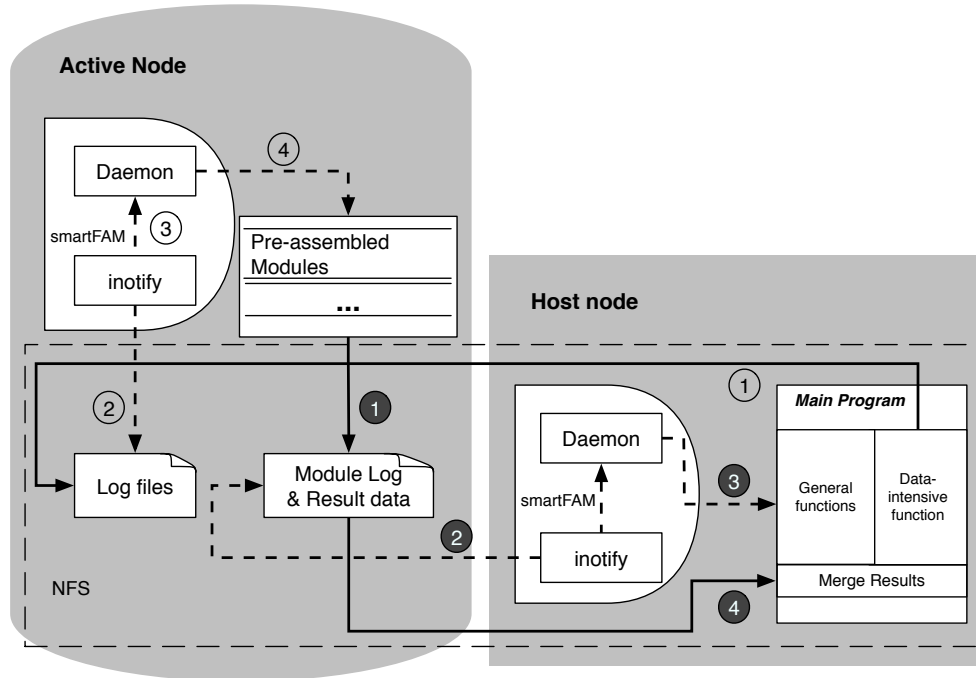 Active Node
4
Daemon
smartFAM
3
inotify
Pre-assembled
Modules
...
Host node
2
1
1
Main Program
Log files
Module Log
& Result data
Daemon
smartFAM
inotify
3
General
functions
Data-
intensive
function
2
Merge Results
4
NFS